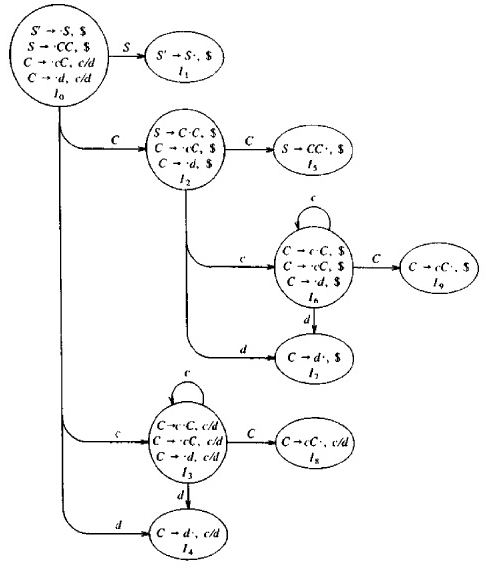 S' → ·S, $
S → ·CC, $
C → ·cC, c/d
C → ·d, c/d
I₀
S
S' → S·, $
I₁
C
S → C·C, $
C → ·cC, $
C → ·d, $
I₂
C
S → CC·, $
I₅
c
c
C → c·C, $
C → ·cC, $
C → ·d, $
I₆
C
C → cC·, $
I₉
d
d
C → d·, $
I₇
c
c
C → c·C, c/d
C → ·cC, c/d
C → ·d, c/d
I₃
C
C → cC·, c/d
I₈
d
d
C → d·, c/d
I₄